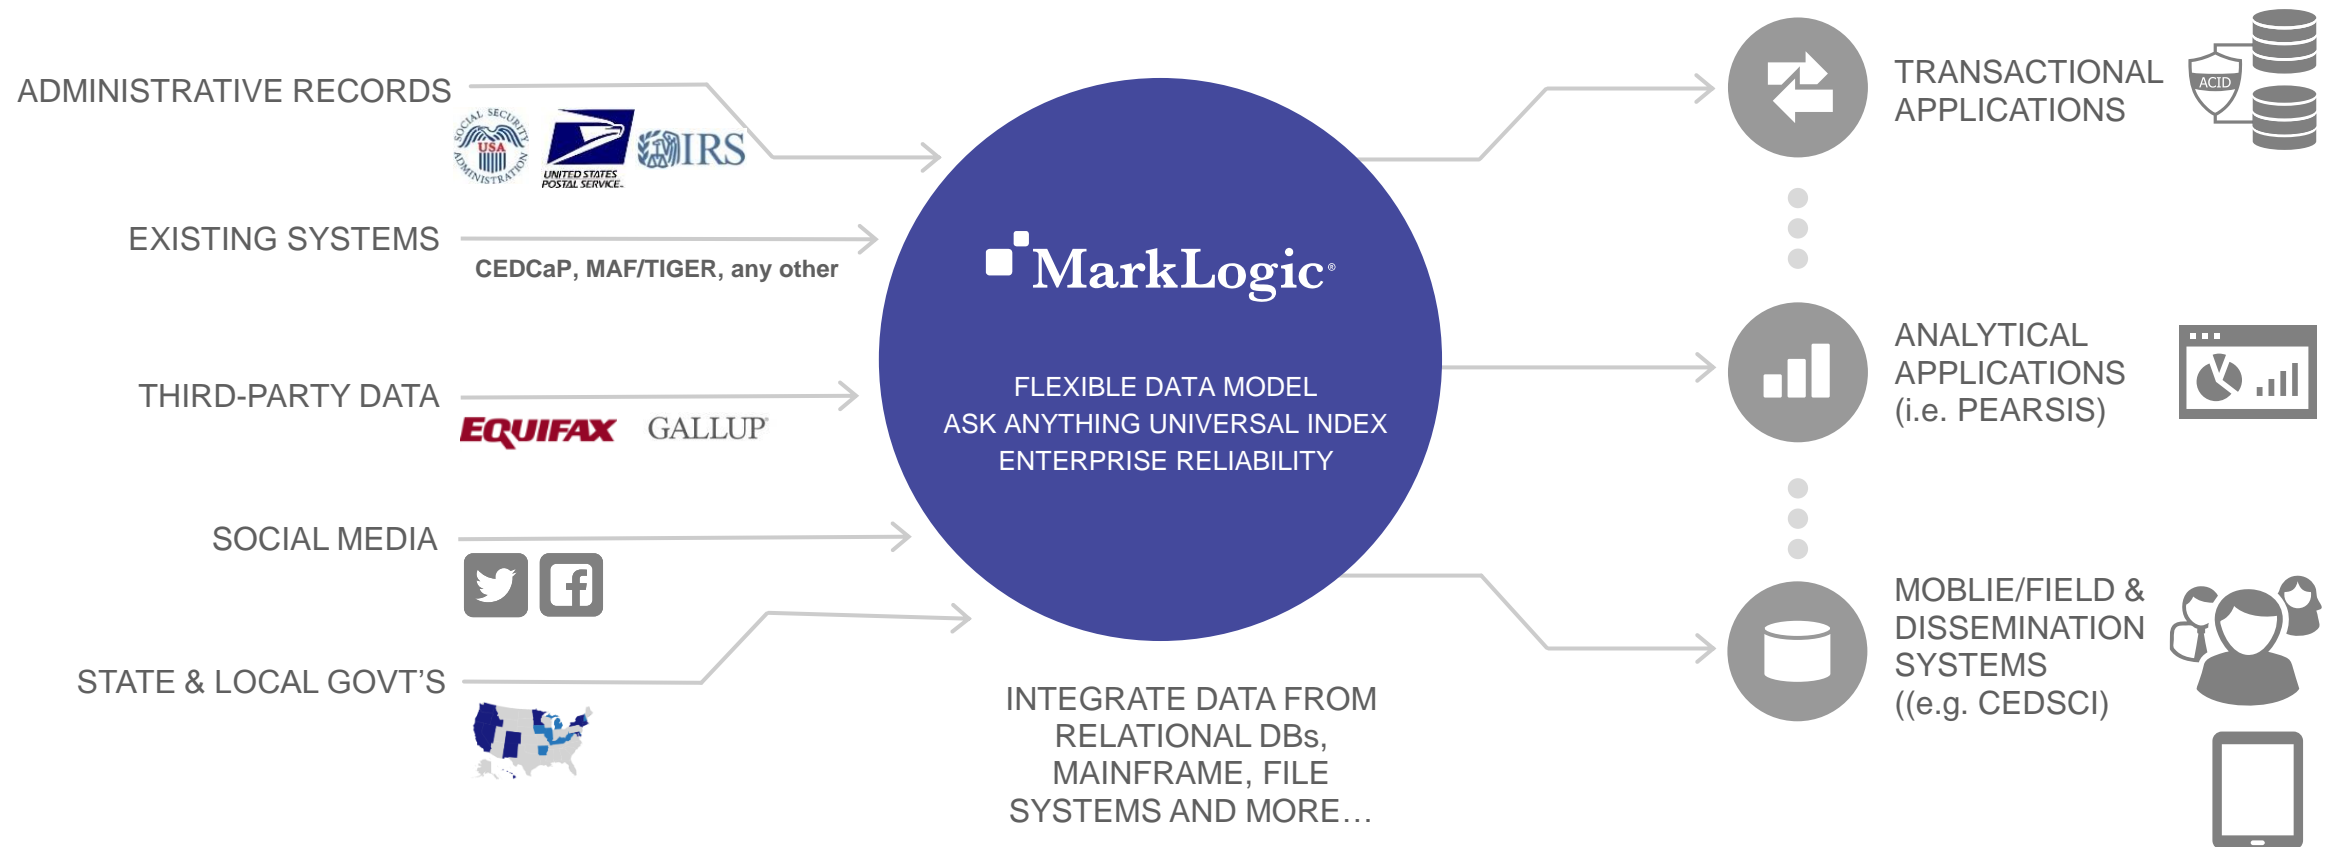 ADMINISTRATIVE RECORDS
SOCIAL SECURITY
USA
ADMINISTRATION
UNITED STATES
POSTAL SERVICE™
IRS
EXISTING SYSTEMS
CEDCaP, MAF/TIGER, any other
THIRD-PARTY DATA
EQUIFAX
GALLUP®
SOCIAL MEDIA
STATE & LOCAL GOVT’S
MarkLogic®
FLEXIBLE DATA MODEL
ASK ANYTHING UNIVERSAL INDEX
ENTERPRISE RELIABILITY
INTEGRATE DATA FROM
RELATIONAL DBs,
MAINFRAME, FILE
SYSTEMS AND MORE…
TRANSACTIONAL
APPLICATIONS
ACID
ANALYTICAL
APPLICATIONS
(i.e. PEARSIS)
MOBLIE/FIELD &
DISSEMINATION
SYSTEMS
((e.g. CEDSCI)